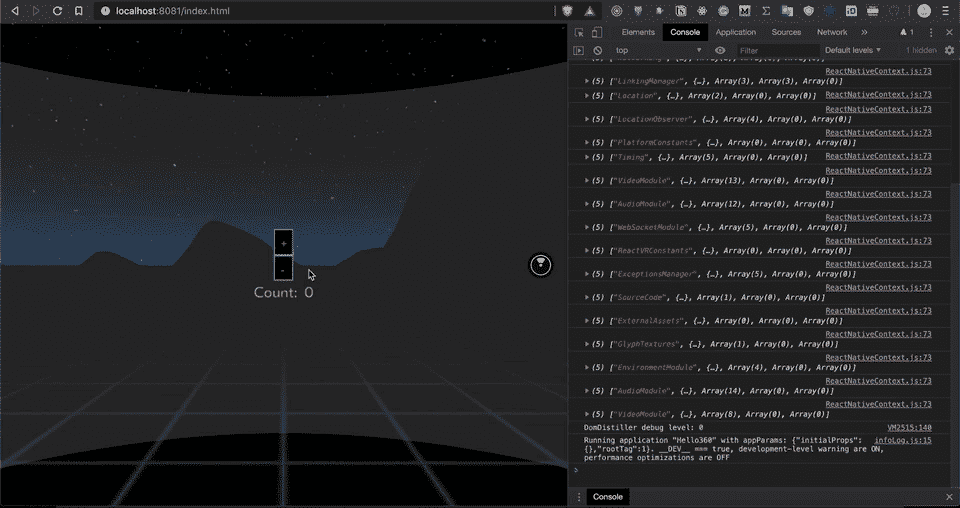 localhost:8081/index.html
Elements Console Application Sources Network » 1
top Filter Default levels 1 hidden
ReactNativeContext.js:73
(5) ["LinkingManager", {…}, Array(3), Array(3), Array(0)]
(5) ["Location", {…}, Array(2), Array(0), Array(0)] ReactNativeContext.js:73
ReactNativeContext.js:73
(5) ["LocationObserver", {…}, Array(4), Array(0), Array(0)]
ReactNativeContext.js:73
(5) ["PlatformConstants", {…}, Array(0), Array(0), Array(0)]
(5) ["Timing", {…}, Array(5), Array(0), Array(0)] ReactNativeContext.js:73
ReactNativeContext.js:73
(5) ["VideoModule", {…}, Array(13), Array(0), Array(0)]
ReactNativeContext.js:73
(5) ["AudioModule", {…}, Array(12), Array(0), Array(0)]
ReactNativeContext.js:73
(5) ["WebSocketModule", {…}, Array(5), Array(0), Array(0)]
ReactNativeContext.js:73
(5) ["ReactVRConstants", {…}, Array(0), Array(0), Array(0)]
ReactNativeContext.js:73
(5) ["ExceptionsManager", {…}, Array(5), Array(0), Array(0)]
ReactNativeContext.js:73
(5) ["SourceCode", {…}, Array(1), Array(0), Array(0)]
ReactNativeContext.js:73
(5) ["ExternalAssets", {…}, Array(0), Array(0), Array(0)]
ReactNativeContext.js:73
(5) ["GlyphTextures", {…}, Array(1), Array(0), Array(0)]
ReactNativeContext.js:73
(5) ["EnvironmentModule", {…}, Array(4), Array(0), Array(0)]
ReactNativeContext.js:73
(5) ["AudioModule", {…}, Array(14), Array(0), Array(0)]
ReactNativeContext.js:73
(5) ["VideoModule", {…}, Array(8), Array(0), Array(0)]
DomDistiller debug level: 0 VM2515:140
Running application "Hello360" with appParams: {"initialProps": infoLog.js:15
{},"rootTag":1}. __DEV__ === true, development-level warning are ON,
performance optimizations are OFF
>
Console
+
-
Count: 0